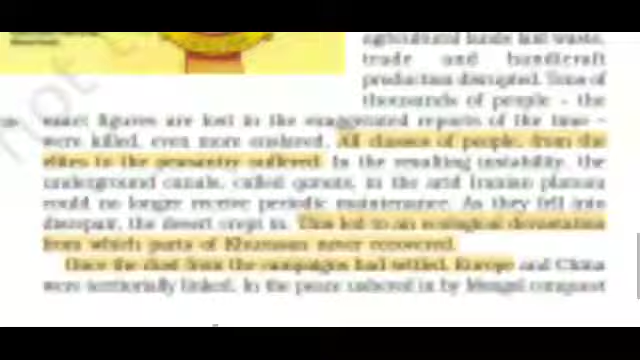 agricultural lands laid waste,
trade and handicraft
production disrupted. Tens of
thousands of people – the
exact figures are lost in the exaggerated reports of the time –
were killed, even more enslaved. All classes of people, from the
elites to the peasantry suffered. In the resulting instability, the
underground canals, called qanats, in the arid Iranian plateau
could no longer receive periodic maintenance. As they fell into
disrepair, the desert crept in. This led to an ecological devastation
from which parts of Khurasan never recovered.
Once the dust from the campaigns had settled, Europe and China
were territorially linked. In the peace ushered in by Mongol conquest